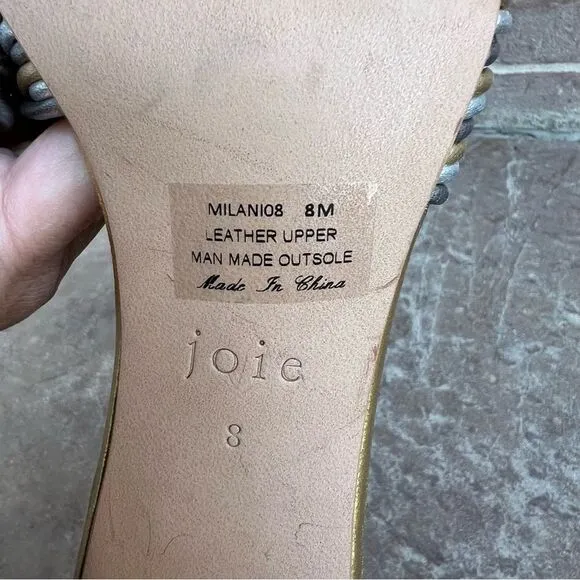 MILANI08 8M
LEATHER UPPER
MAN MADE OUTSOLE
Made In China
joie
8